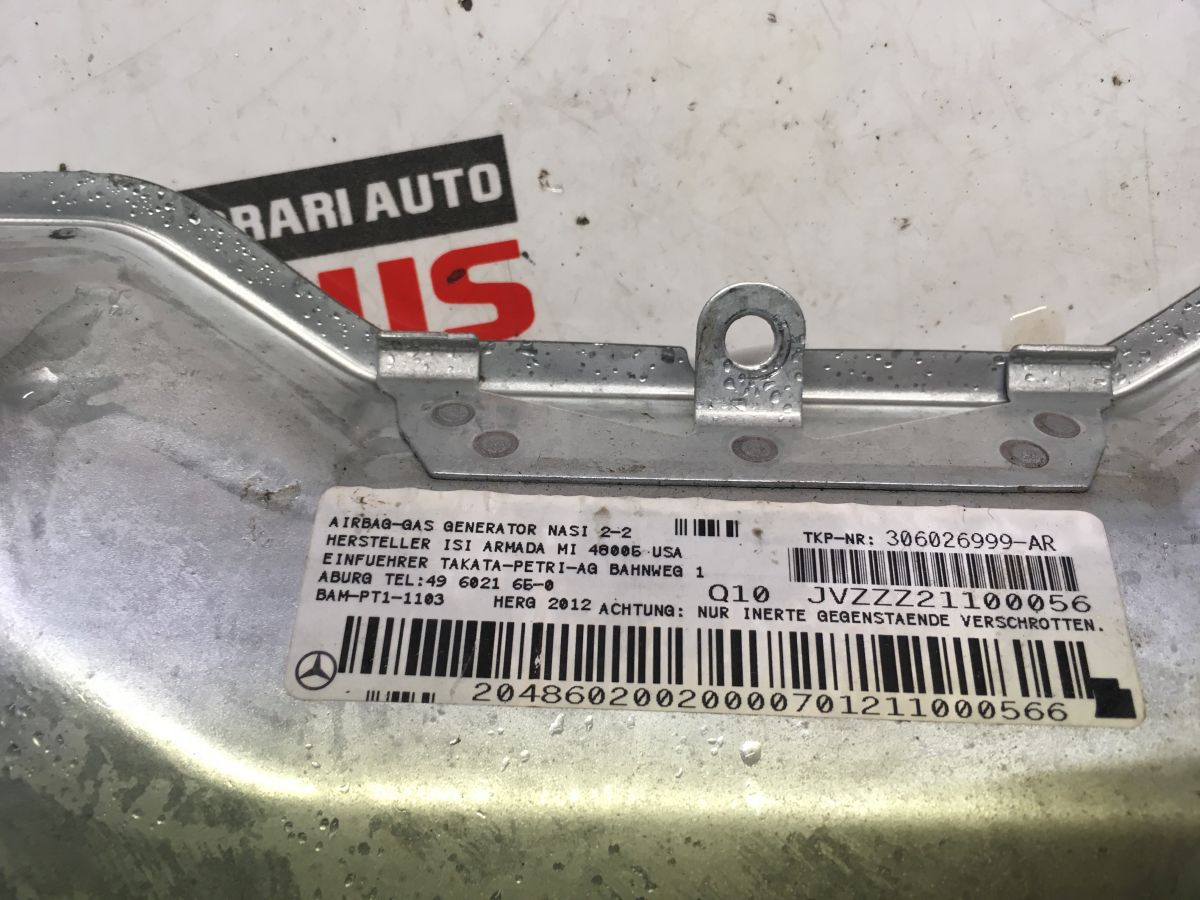 RARI AUTO
US
AIRBAG-GAS GENERATOR NASI 2-2
HERSTELLER ISI ARMADA MI 48005 USA
EINFUEHRER TAKATA-PETRI-AG BAHNWEG 1
ABURG TEL:49 6021 65-0
BAM-PT1-1103 HERG 2012 ACHTUNG: NUR INERTE GEGENSTAENDE VERSCHROTTEN.
TKP-NR: 306026999-AR
Q10 JVZZZ21100056
20486020020000701211000566